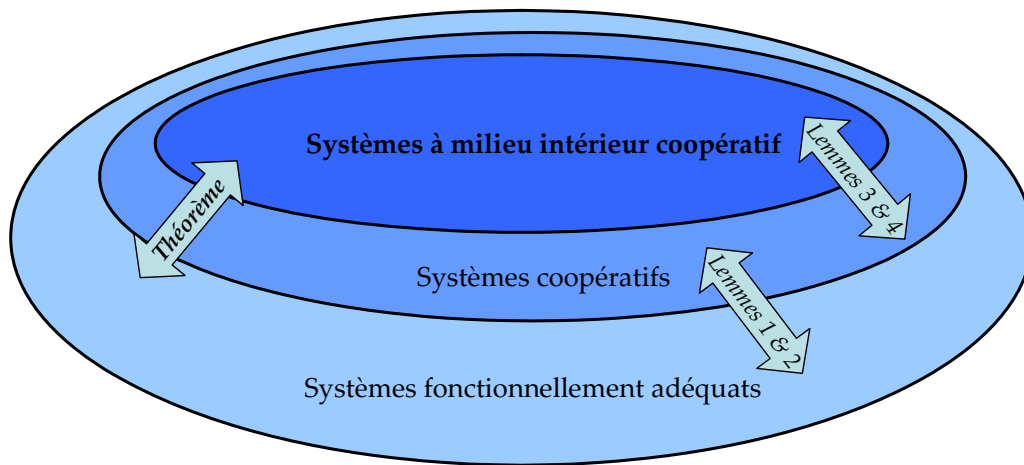 Systèmes à milieu intérieur coopératif
Lemmes 3 & 4
Théorème
Systèmes coopératifs
Lemmes 1 & 2
Systèmes fonctionnellement adéquats